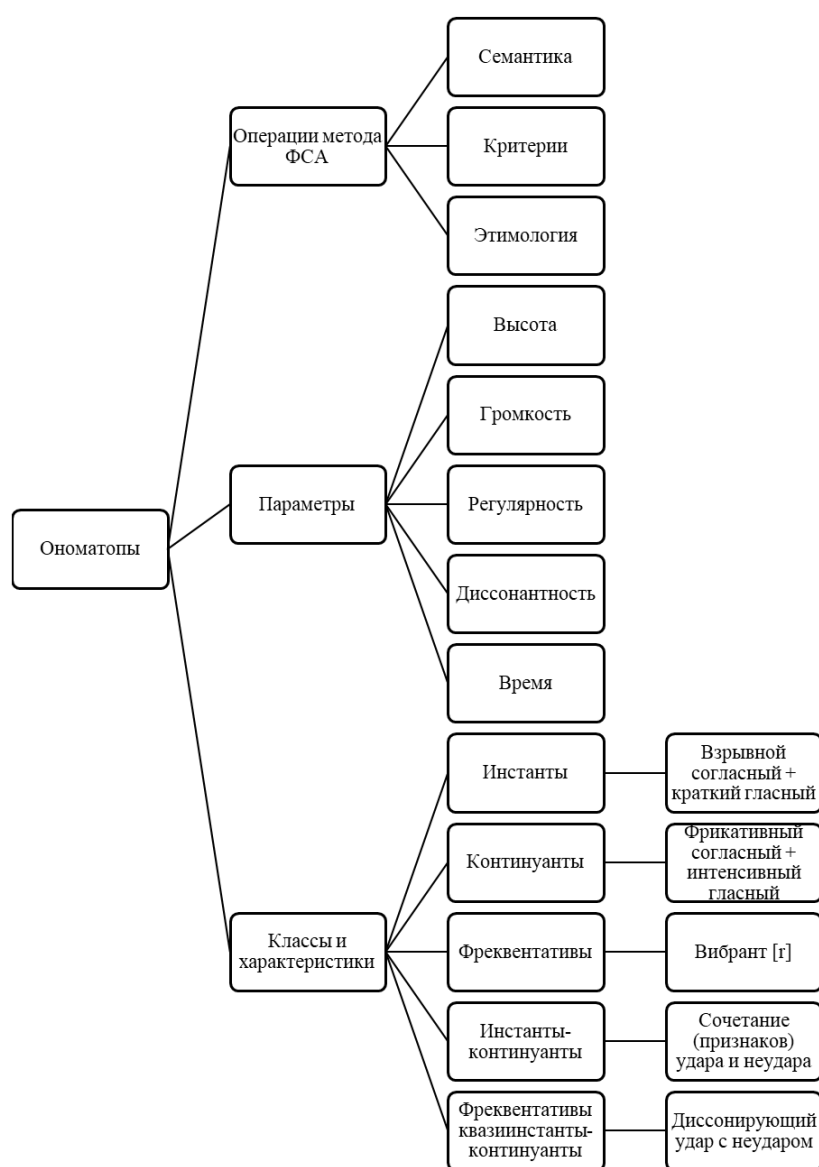 Ономатопы
Операции метода
ФСА
Семантика
Критерии
Этимология
Параметры
Высота
Громкость
Регулярность
Диссонантность
Время
Классы и
характеристики
Инстанты
Взрывной
согласный +
краткий гласный
Континуанты
Фрикативный
согласный +
интенсивный
гласный
Фреквентативы
Вибрант [r]
Инстанты-
континуанты
Сочетание
(признаков)
удара и неудара
Фреквентативы
квазиинстанты-
континуанты
Диссонирующий
удар с неударом